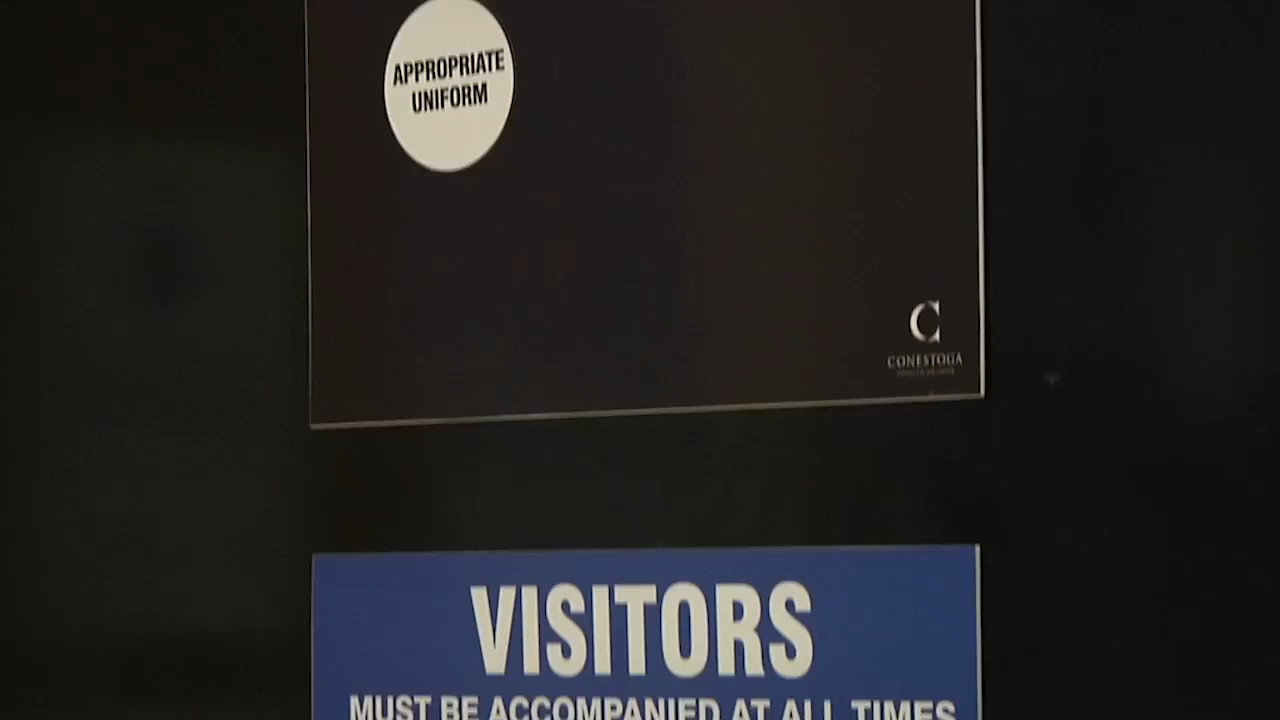 APPROPRIATE
UNIFORM
CONESTOGA
VISITORS
MUST BE ACCOMPANIED AT ALL TIMES